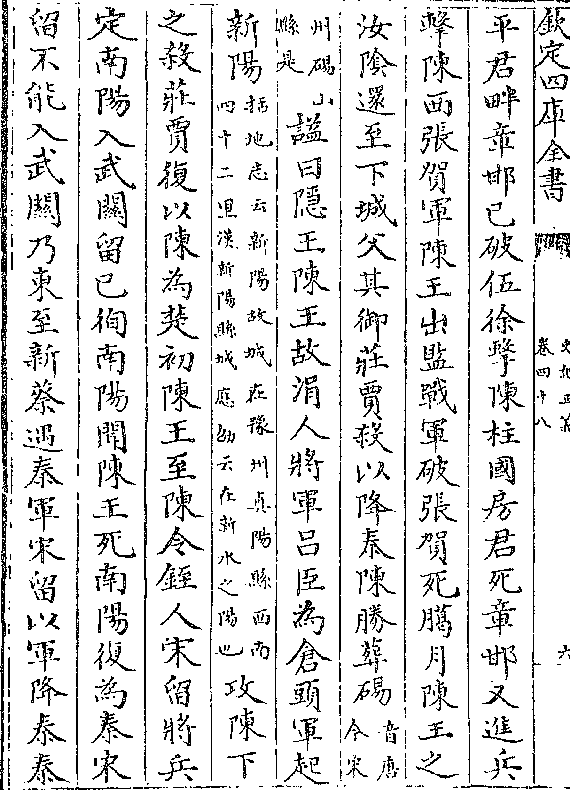 欽定四庫全書
史記正義
卷四十八
六
平君畔章邯已破伍徐擊陳柱國房君死章邯又進兵
擊陳西張賀軍陳王出監戰軍破張賀死臈月陳王之
汝隂還至下城父其御莊賈殺以降秦陳勝葬碭音唐今宋
州碭山縣是諡曰隱王陳王故涓人將軍吕臣為倉頭軍起
新陽括地志云新陽故城在豫州真陽縣西南四十二里漢新陽縣城應劭云在新水之陽也攻陳下
之殺莊賈復以陳為楚初陳王至陳令銍人宋留將兵
定南陽入武關留已徇南陽聞陳王死南陽復為秦宋
留不能入武關乃東至新蔡遇秦軍宋留以軍降秦秦